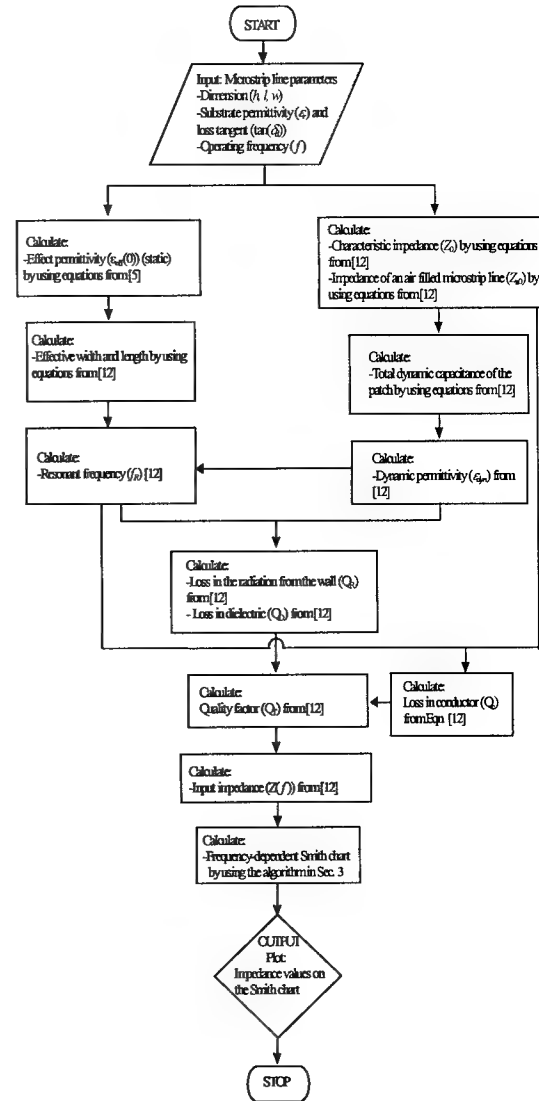 START
Input: Microstrip line parameters
-Dimension (h, l, w)
-Substrate permittivity (εr) and
loss tangent (tan(δ))
-Operating frequency (f)
Calculate:
-Effect permittivity (εeff(0)) (static)
by using equations from [5]
Calculate:
-Characteristic impedance (Z0) by using equations
from [12]
-Impedance of an air filled microstrip line (Za0) by
using equations from [12]
Calculate:
-Effective width and length by using
equations from [12]
Calculate:
-Total dynamic capacitance of the
patch by using equations from [12]
Calculate:
-Resonant frequency (fR) [12]
Calculate:
-Dynamic permittivity (εdyn) from
[12]
Calculate:
-Loss in the radiation from the wall (QR)
from [12]
- Loss in dielectric (QD) from [12]
Calculate:
Quality factor (QT) from [12]
Calculate:
Loss in conductor (Qc)
from Eqn [12]
Calculate:
-Input impedance (Z(f)) from [12]
Calculate:
-Frequency-dependent Smith chart
by using the algorithm in Sec. 3
OUTPUT
Plot:
Impedance values on
the Smith chart
STOP